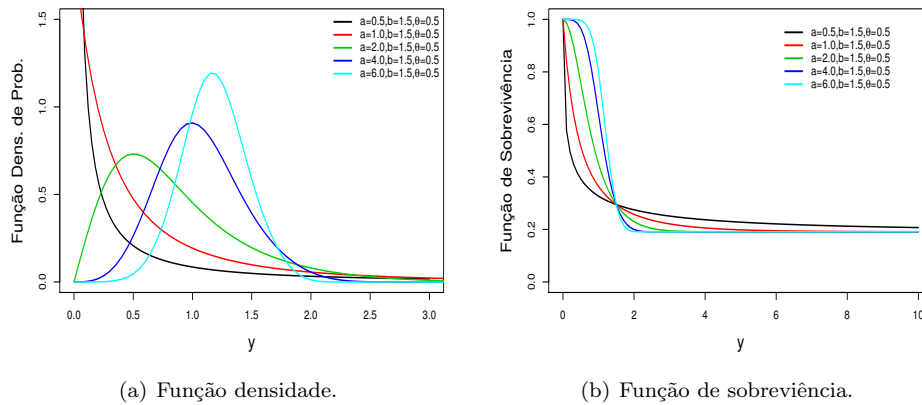 Função Dens. de Prob.
0.0 0.5 1.0 1.5
a=0.5,b=1.5,θ=0.5
a=1.0,b=1.5,θ=0.5
a=2.0,b=1.5,θ=0.5
a=4.0,b=1.5,θ=0.5
a=6.0,b=1.5,θ=0.5
0.0 0.5 1.0 1.5 2.0 2.5 3.0
y
(a) Função densidade.
Função de Sobrevivência
0.0 0.2 0.4 0.6 0.8 1.0
a=0.5,b=1.5,θ=0.5
a=1.0,b=1.5,θ=0.5
a=2.0,b=1.5,θ=0.5
a=4.0,b=1.5,θ=0.5
a=6.0,b=1.5,θ=0.5
0 2 4 6 8 10
y
(b) Função de sobreviência.